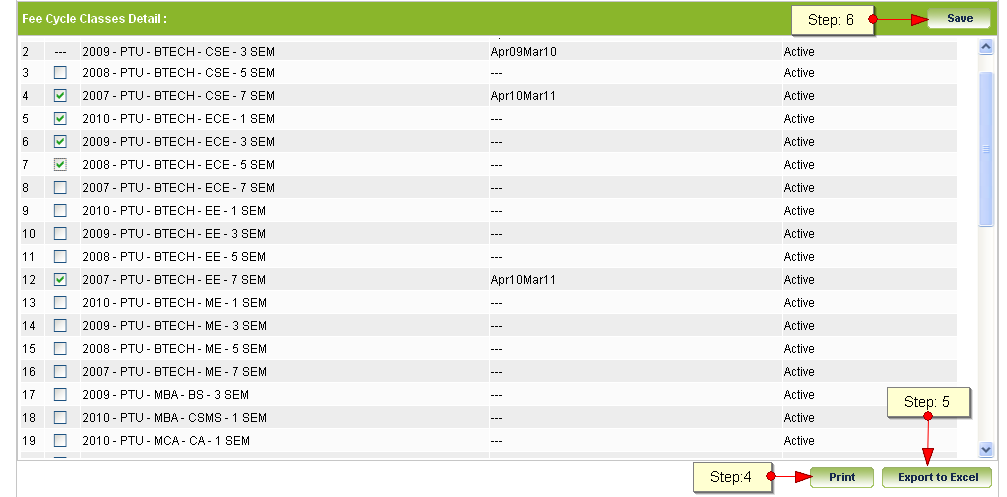 Fee Cycle Classes Detail :
Step: 6
Save
2 --- 2009 - PTU - BTECH - CSE - 3 SEM Apr09Mar10 Active
3 2008 - PTU - BTECH - CSE - 5 SEM --- Active
4 2007 - PTU - BTECH - CSE - 7 SEM Apr10Mar11 Active
5 2010 - PTU - BTECH - ECE - 1 SEM --- Active
6 2009 - PTU - BTECH - ECE - 3 SEM --- Active
7 2008 - PTU - BTECH - ECE - 5 SEM --- Active
8 2007 - PTU - BTECH - ECE - 7 SEM --- Active
9 2010 - PTU - BTECH - EE - 1 SEM --- Active
10 2009 - PTU - BTECH - EE - 3 SEM --- Active
11 2008 - PTU - BTECH - EE - 5 SEM --- Active
12 2007 - PTU - BTECH - EE - 7 SEM Apr10Mar11 Active
13 2010 - PTU - BTECH - ME - 1 SEM --- Active
14 2009 - PTU - BTECH - ME - 3 SEM --- Active
15 2008 - PTU - BTECH - ME - 5 SEM --- Active
16 2007 - PTU - BTECH - ME - 7 SEM --- Active
17 2009 - PTU - MBA - BS - 3 SEM --- Active
18 2010 - PTU - MBA - CSMS - 1 SEM --- Active
19 2010 - PTU - MCA - CA - 1 SEM --- Active
Step: 5
Step:4
Print
Export to Excel